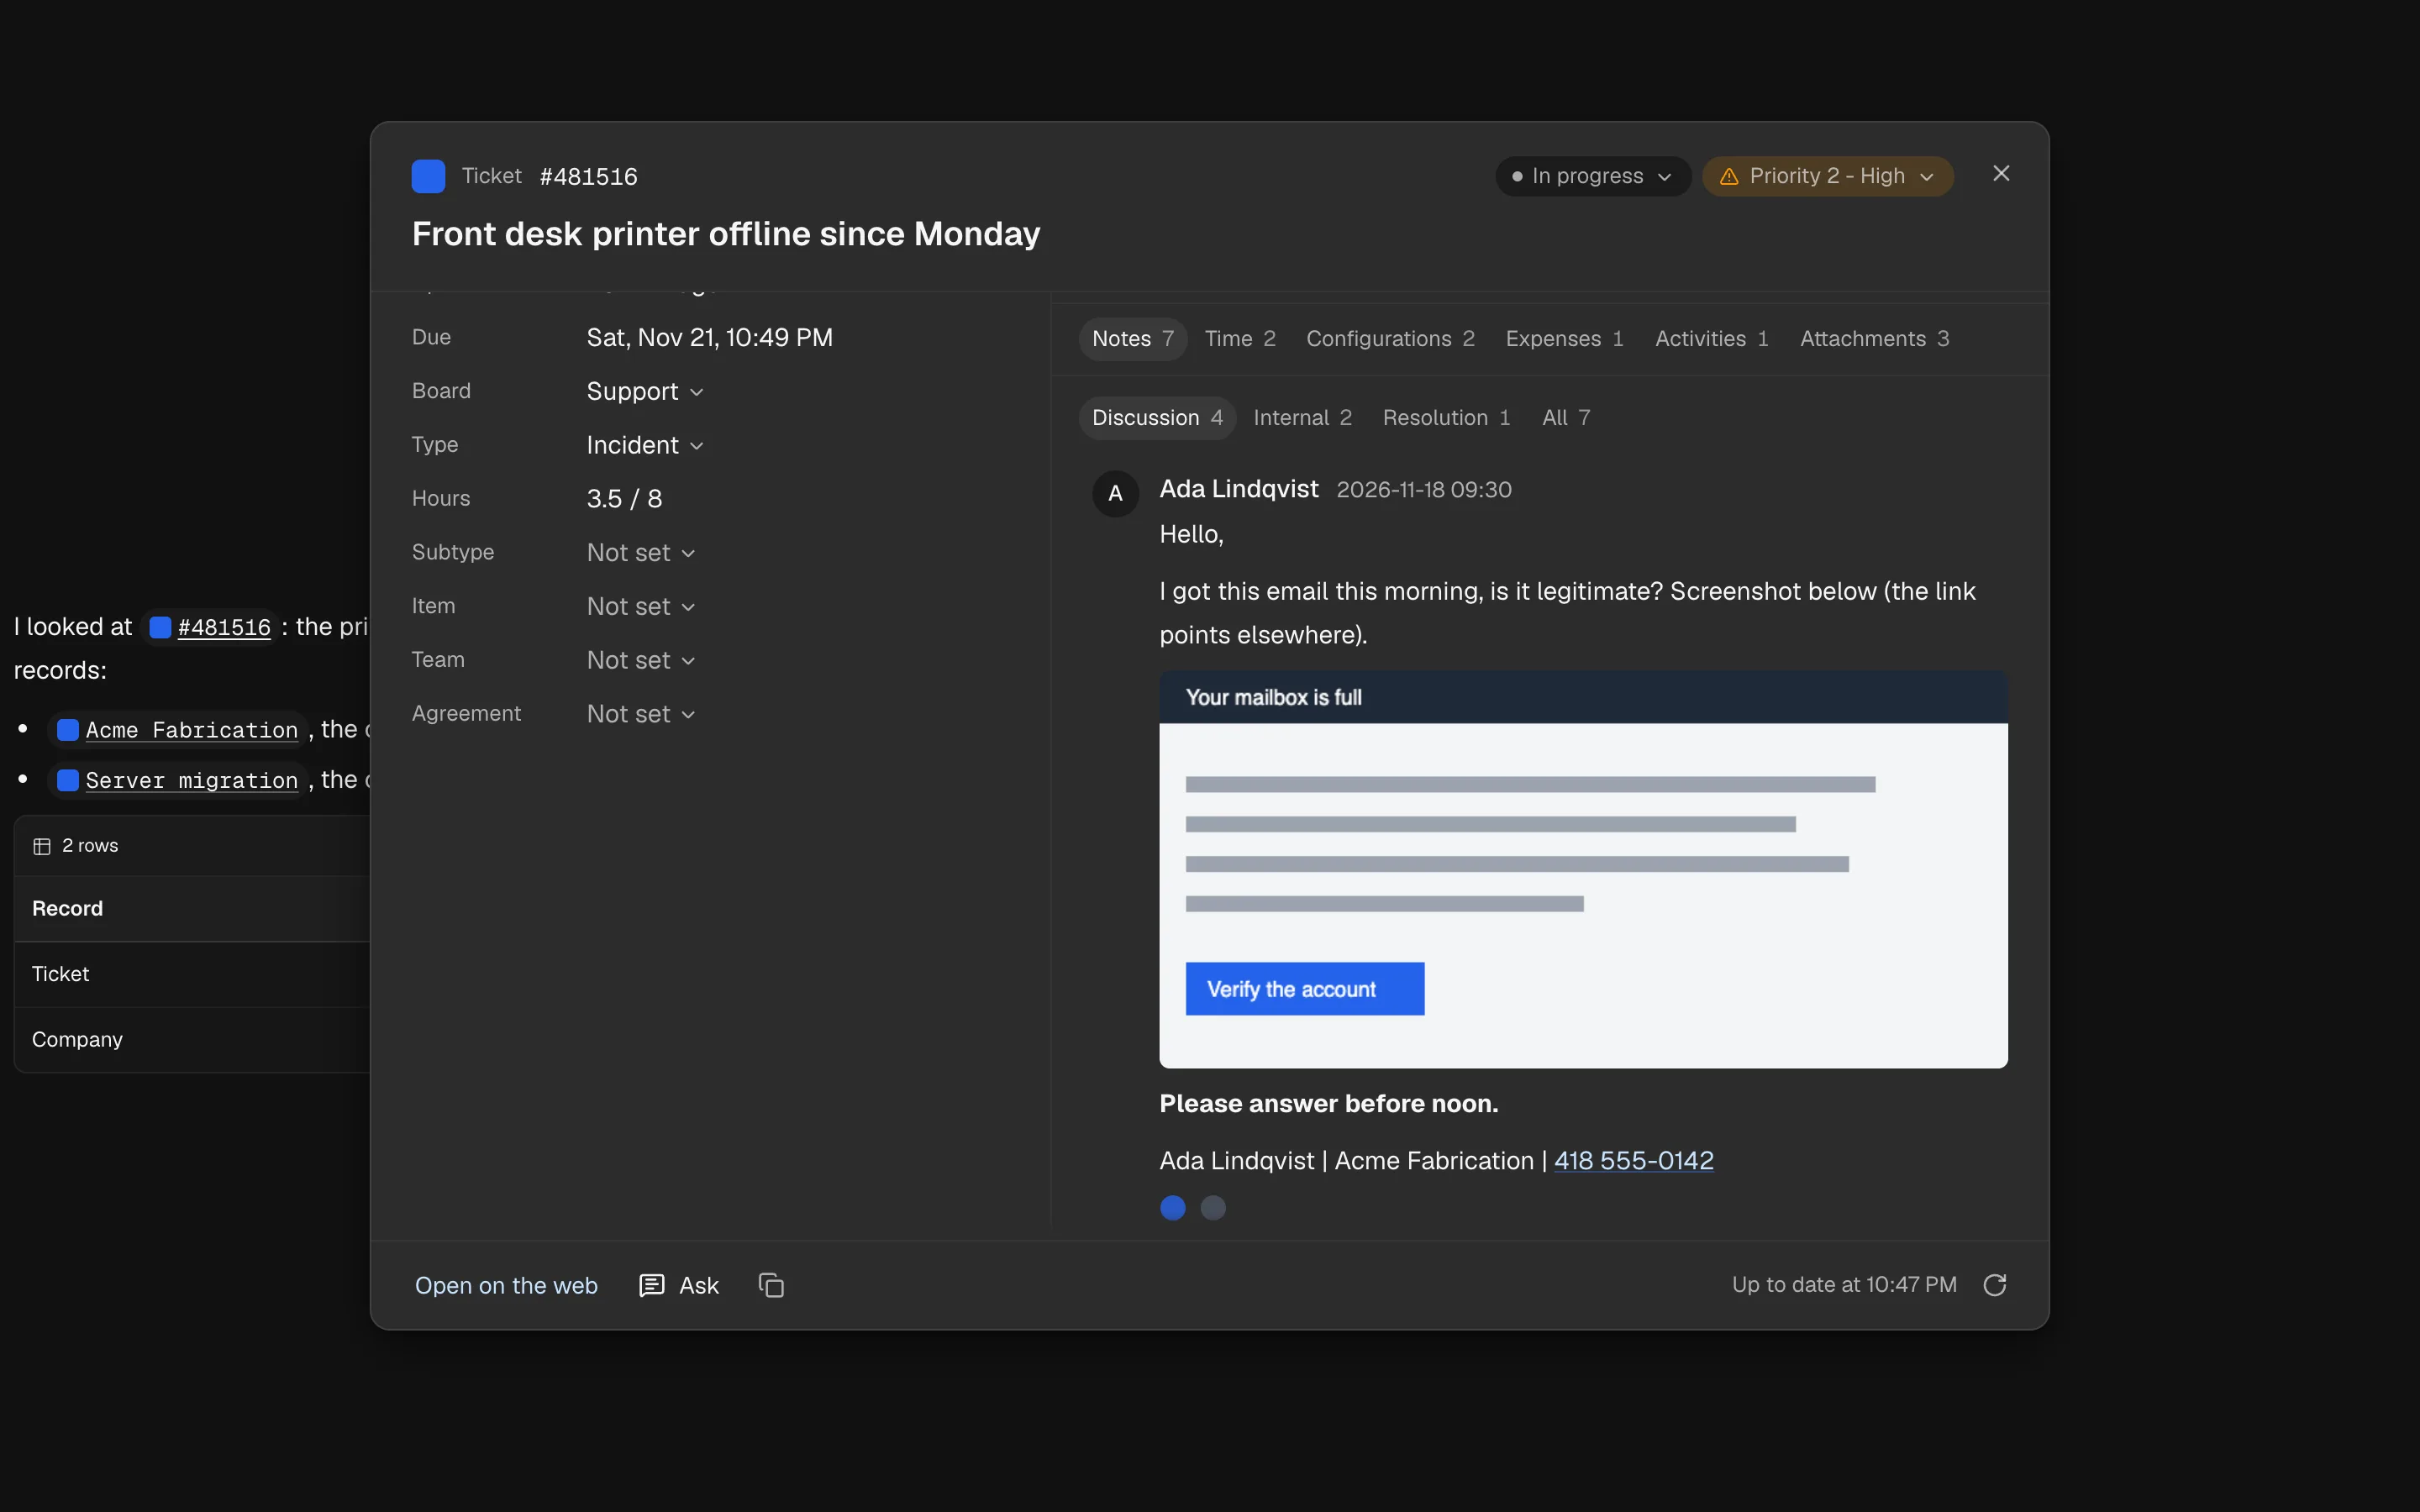 Ticket #481516
In progress
Priority 2 - High
Front desk printer offline since Monday
Due Sat, Nov 21, 10:49 PM
Board Support
Type Incident
Hours 3.5 / 8
Subtype Not set
Item Not set
Team Not set
Agreement Not set
Notes 7 Time 2 Configurations 2 Expenses 1 Activities 1 Attachments 3
Discussion 4 Internal 2 Resolution 1 All 7
A
Ada Lindqvist 2026-11-18 09:30
Hello,
I got this email this morning, is it legitimate? Screenshot below (the link
points elsewhere).
Your mailbox is full
Verify the account
Please answer before noon.
Ada Lindqvist | Acme Fabrication | 418 555-0142
Open on the web
Ask
Up to date at 10:47 PM
I looked at #481516 : the
records:
Acme Fabrication , the
Server migration , the
2 rows
Record
Ticket
Company